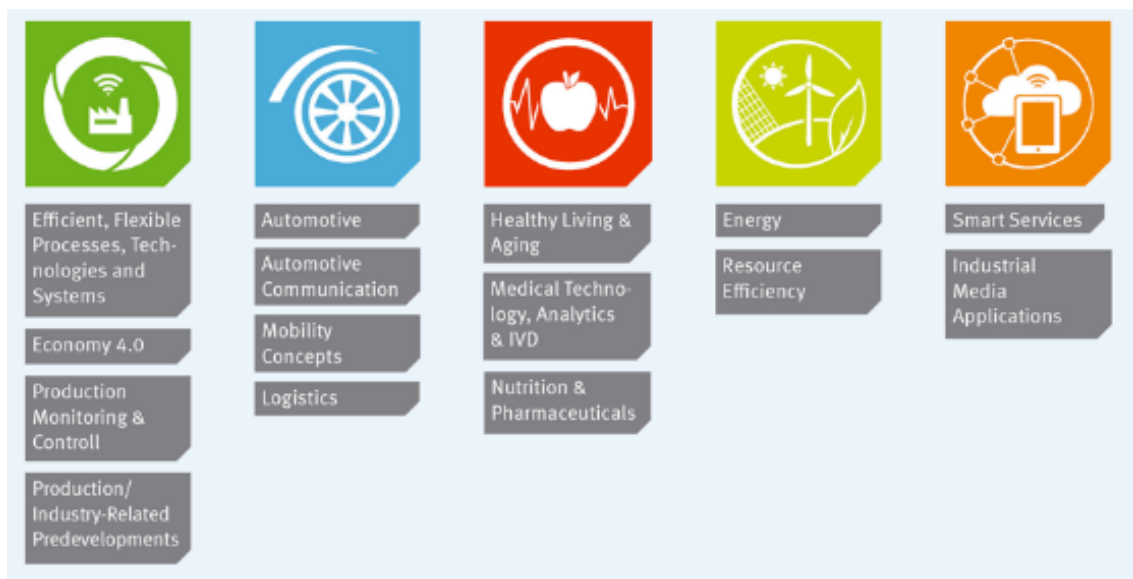 Efficient, Flexible
Processes, Tech-
nologies and
Systems
Economy 4.0
Production
Monitoring &
Controll
Production/
Industry-Related
Predevelopments
Automotive
Automotive
Communication
Mobility
Concepts
Logistics
Healthy Living &
Aging
Medical Techno-
logy, Analytics
& IVD
Nutrition &
Pharmaceuticals
Energy
Resource
Efficiency
Smart Services
Industrial
Media
Applications